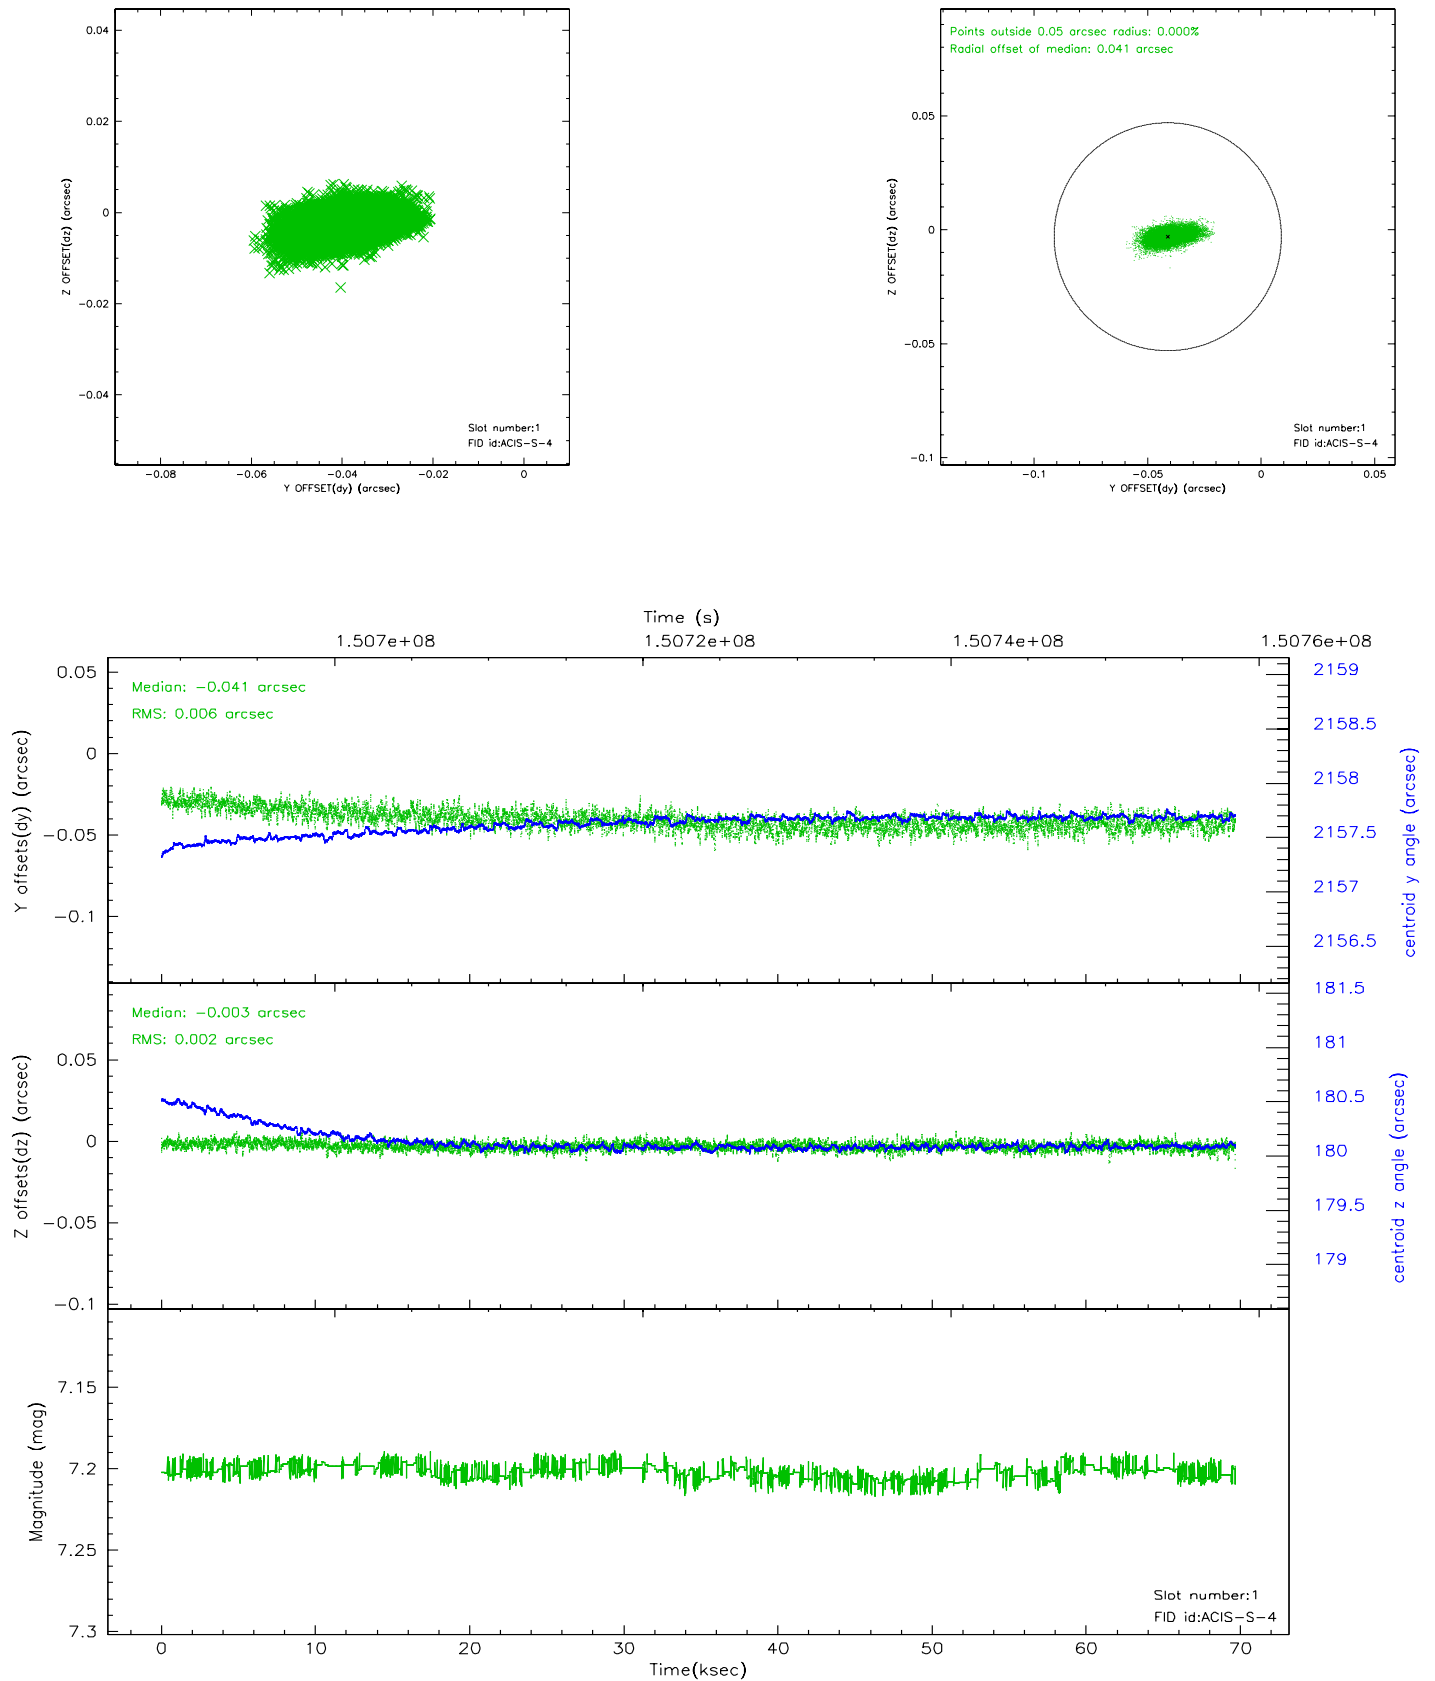 0.04
0.02
0
−0.02
−0.04
Z OFFSET(dz) (arcsec)
Slot number:1
FID id:ACIS−S−4
−0.08
−0.06
−0.04
−0.02
0
Y OFFSET(dy) (arcsec)
Points outside 0.05 arcsec radius: 0.000%
Radial offset of median: 0.041 arcsec
0.05
0
−0.05
−0.1
Z OFFSET(dz) (arcsec)
Slot number:1
FID id:ACIS−S−4
−0.1
−0.05
0
0.05
Y OFFSET(dy) (arcsec)
Time (s)
1.507e+08
1.5072e+08
1.5074e+08
1.5076e+08
0.05
0
−0.05
−0.1
Y offsets(dy) (arcsec)
Median: −0.041 arcsec
RMS: 0.006 arcsec
2159
2158.5
2158
2157.5
2157
2156.5
centroid y angle (arcsec)
0.05
0
−0.05
−0.1
Z offsets(dz) (arcsec)
Median: −0.003 arcsec
RMS: 0.002 arcsec
181.5
181
180.5
180
179.5
179
centroid z angle (arcsec)
7.15
7.2
7.25
7.3
Magnitude (mag)
Slot number:1
FID id:ACIS−S−4
0
10
20
30
40
50
60
70
Time(ksec)